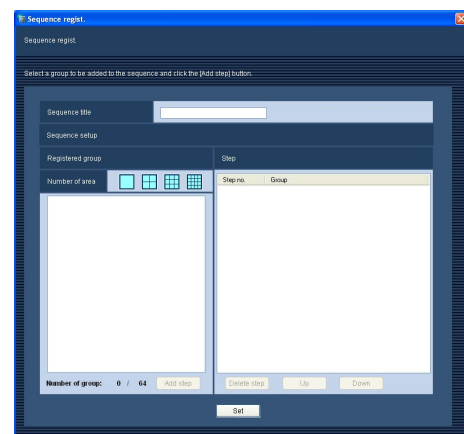 Sequence regist.
Sequence regist.
Select a group to be added to the sequence and click the [Add step] button.
Sequence title
Sequence setup
Registered group
Step
Number of area
Step no. Group
Number of group: 0 / 64 Add step
Delete step Up Down
Set